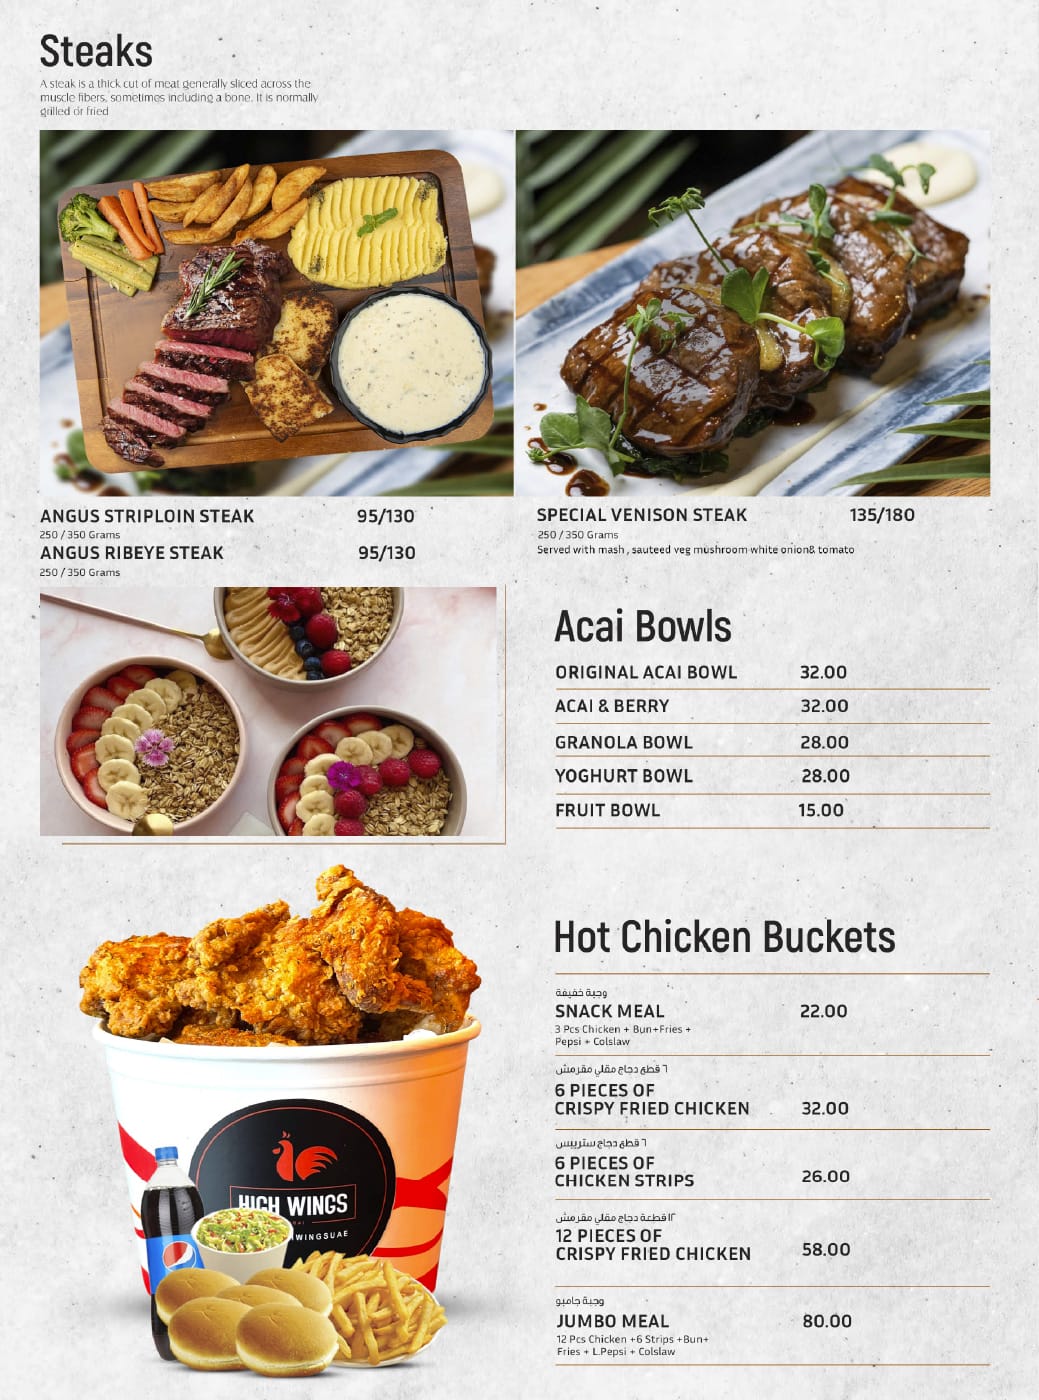 Steaks
A steak is a thick cut of meat generally sliced across the
muscle fibers, sometimes including a bone. It is normally
grilled or fried
ANGUS STRIPLOIN STEAK 95/130
250 / 350 Grams
ANGUS RIBEYE STEAK 95/130
250 / 350 Grams
SPECIAL VENISON STEAK 135/180
250 / 350 Grams
Served with mash , sauteed veg mushroom white onion& tomato
Acai Bowls
ORIGINAL ACAI BOWL 32.00
ACAI & BERRY 32.00
GRANOLA BOWL 28.00
YOGHURT BOWL 28.00
FRUIT BOWL 15.00
Hot Chicken Buckets
وجبة خفيفة
SNACK MEAL 22.00
3 Pcs Chicken + Bun+Fries +
Pepsi + Colslaw
٦ قطع دجاج مقلي مقرمش
6 PIECES OF
CRISPY FRIED CHICKEN 32.00
٦ قطع دجاج ستريبس
6 PIECES OF
CHICKEN STRIPS 26.00
١٢قطعة دجاج مقلي مقرمش
12 PIECES OF
CRISPY FRIED CHICKEN 58.00
وجبة جامبو
JUMBO MEAL 80.00
12 Pcs Chicken +6 Strips +Bun+
Fries + L.Pepsi + Colslaw
HIGH WINGS
WINGSUAE